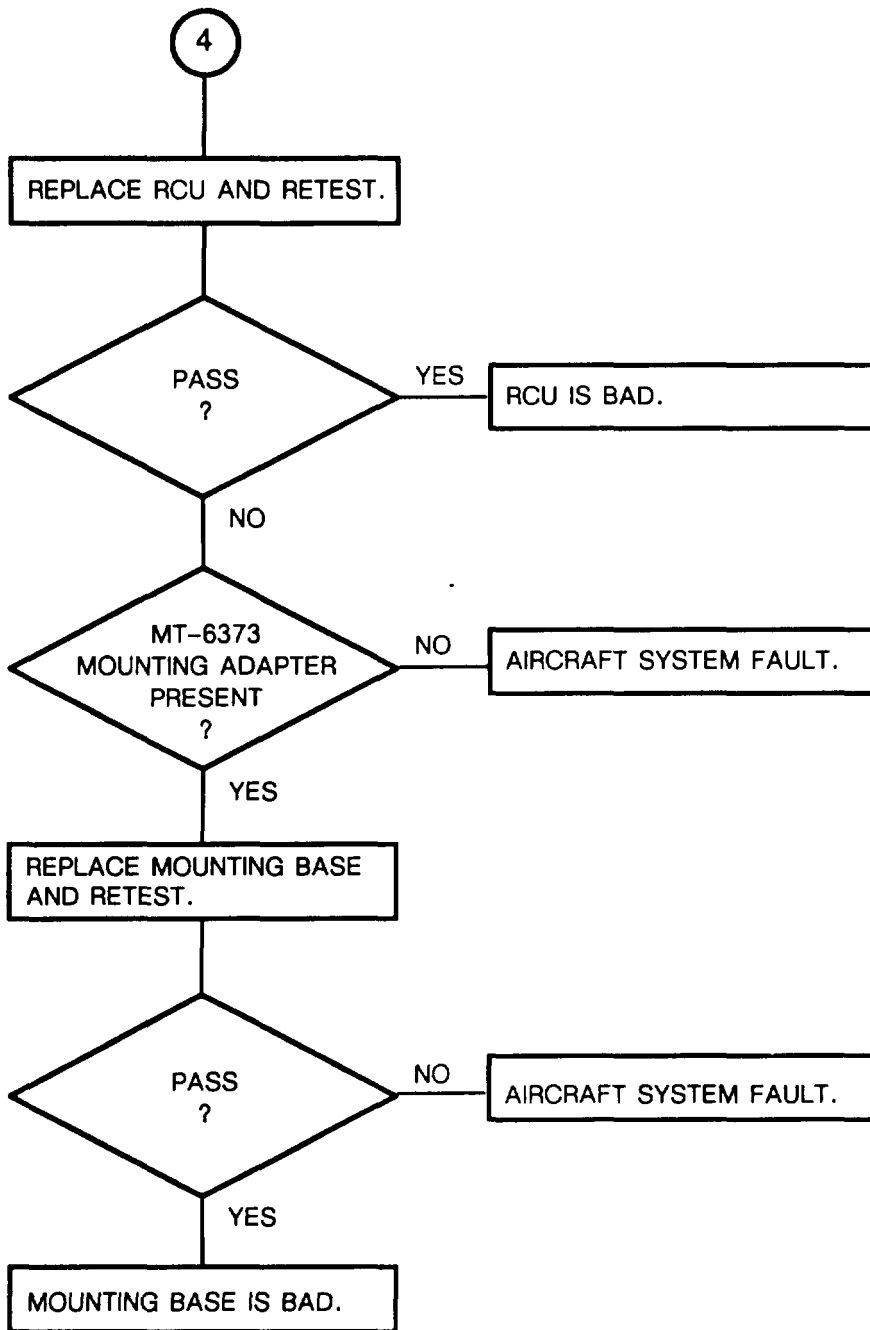 4
REPLACE RCU AND RETEST.
PASS
?
YES
RCU IS BAD.
NO
MT-6373
MOUNTING ADAPTER
PRESENT
?
NO
AIRCRAFT SYSTEM FAULT.
YES
REPLACE MOUNTING BASE
AND RETEST.
PASS
?
NO
AIRCRAFT SYSTEM FAULT.
YES
MOUNTING BASE IS BAD.